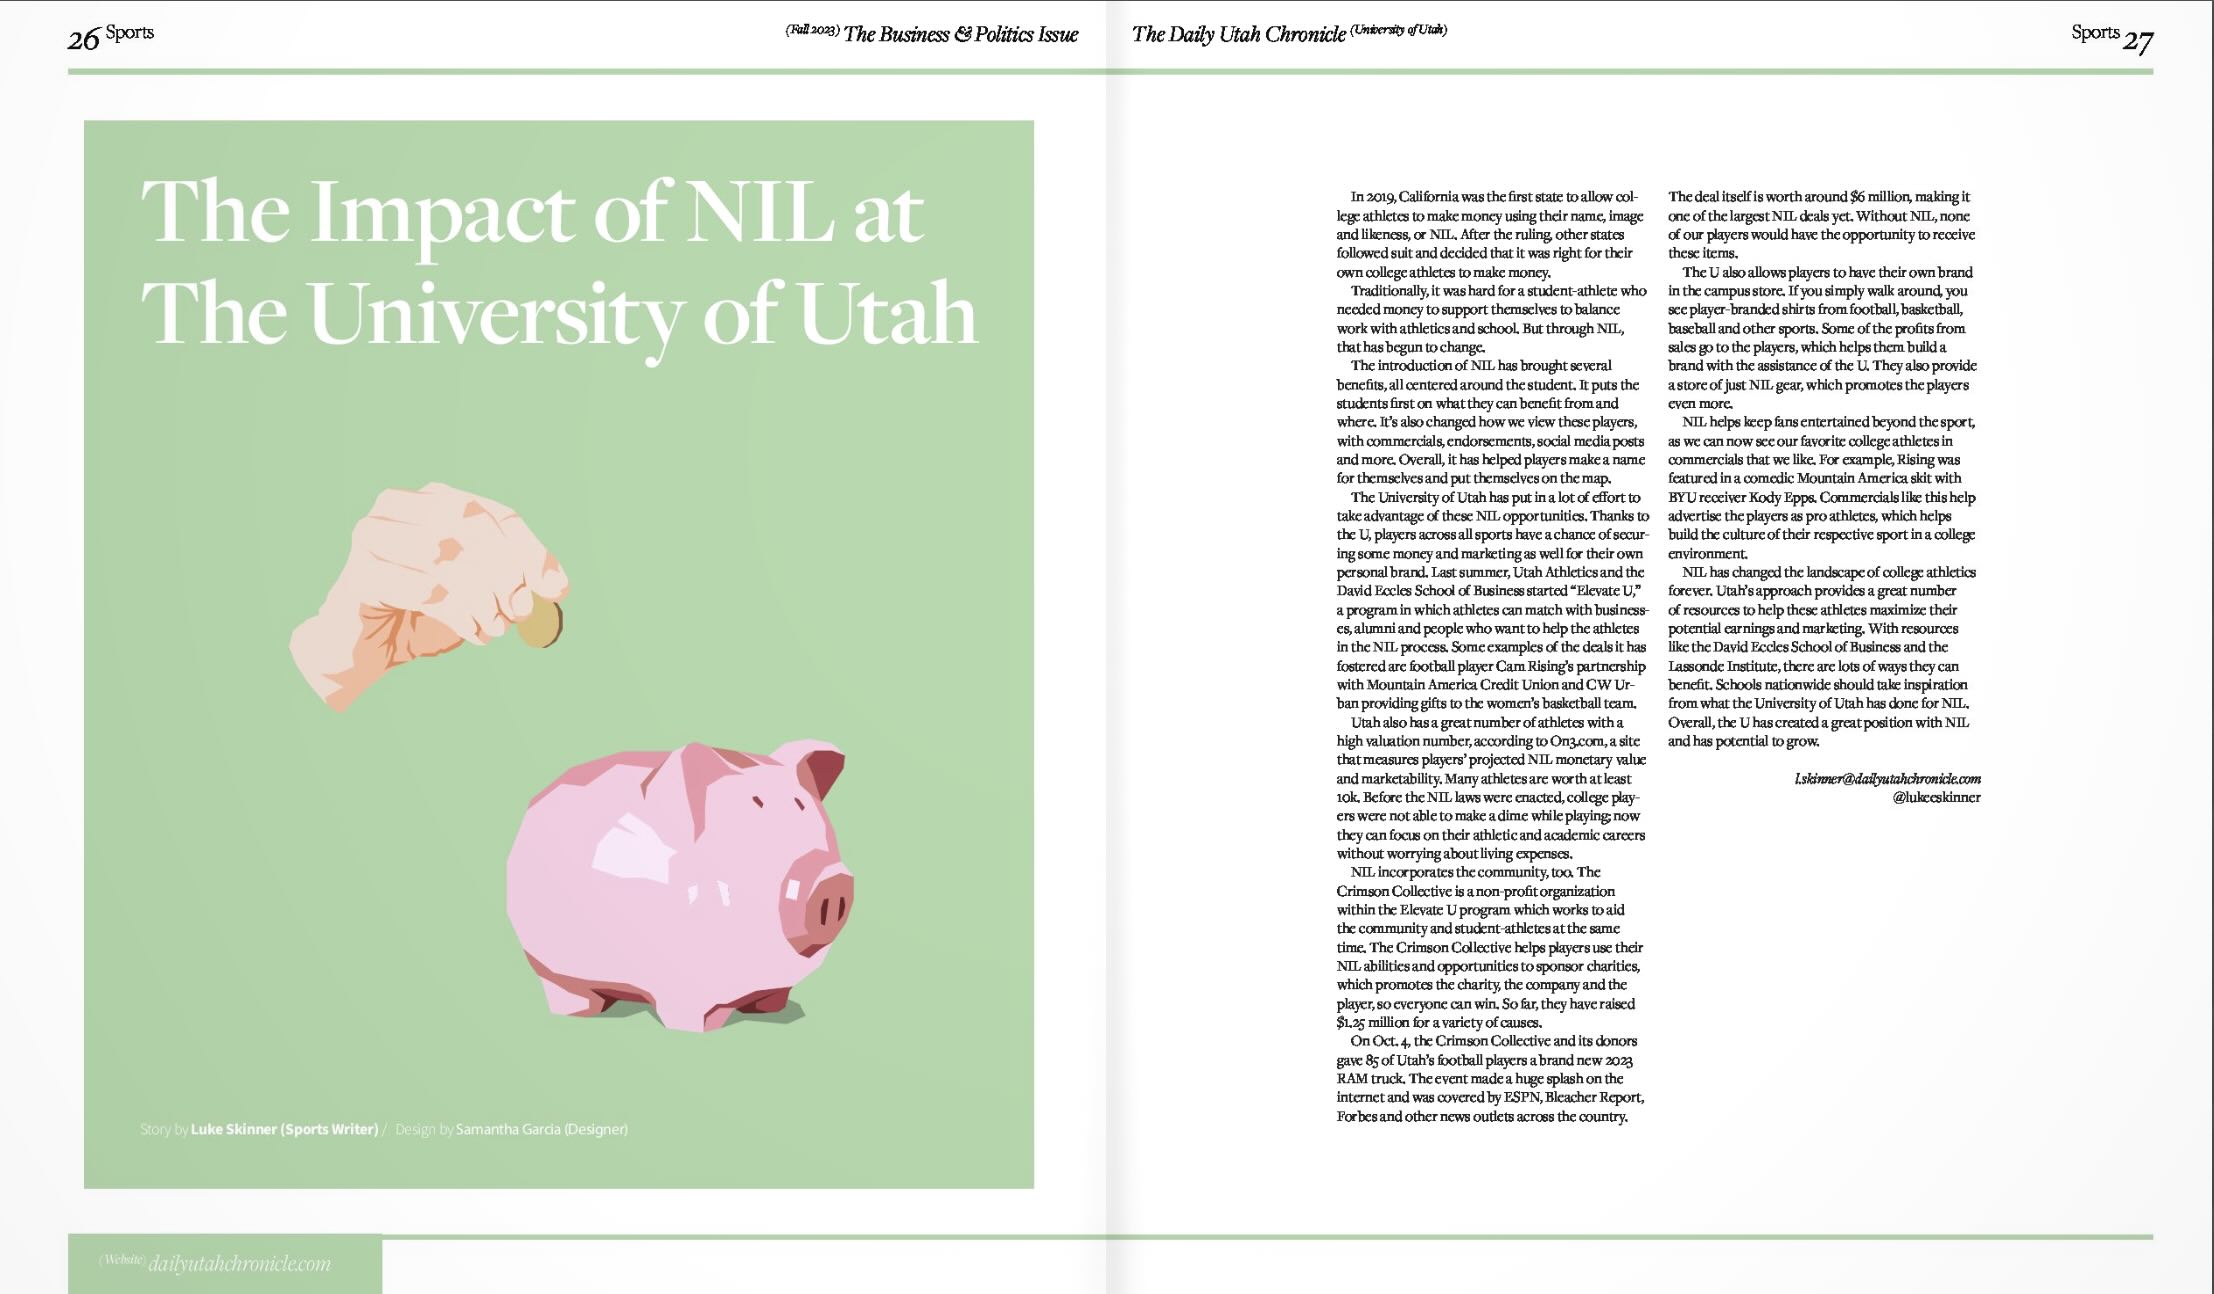 26 Sports
(Fall 2023) The Business & Politics Issue
The Daily Utah Chronicle (University of Utah)
Sports 27
The Impact of NIL at
The University of Utah
Story by Luke Skinner (Sports Writer) / Design by Samantha Garcia (Designer)
(Website) dailyutahchronicle.com
In 2019, California was the first state to allow col-
lege athletes to make money using their name, image
and likeness, or NIL. After the ruling, other states
followed suit and decided that it was right for their
own college athletes to make money.
Traditionally, it was hard for a student-athlete who
needed money to support themselves to balance
work with athletics and school. But through NIL,
that has begun to change.
The introduction of NIL has brought several
benefits, all centered around the student. It puts the
students first on what they can benefit from and
where. It's also changed how we view these players,
with commercials, endorsements, social media posts
and more. Overall, it has helped players make a name
for themselves and put themselves on the map.
The University of Utah has put in a lot of effort to
take advantage of these NIL opportunities. Thanks to
the U, players across all sports have a chance of secur-
ing some money and marketing as well for their own
personal brand. Last summer, Utah Athletics and the
David Eccles School of Business started “Elevate U,”
a program in which athletes can match with business-
es, alumni and people who want to help the athletes
in the NIL process. Some examples of the deals it has
fostered are football player Cam Rising's partnership
with Mountain America Credit Union and CW Ur-
ban providing gifts to the women's basketball team.
Utah also has a great number of athletes with a
high valuation number, according to On3.com, a site
that measures players' projected NIL monetary value
and marketability. Many athletes are worth at least
10k. Before the NIL laws were enacted, college play-
ers were not able to make a dime while playing; now
they can focus on their athletic and academic careers
without worrying about living expenses.
NIL incorporates the community, too. The
Crimson Collective is a non-profit organization
within the Elevate U program which works to aid
the community and student-athletes at the same
time. The Crimson Collective helps players use their
NIL abilities and opportunities to sponsor charities,
which promotes the charity, the company and the
player, so everyone can win. So far, they have raised
$1.25 million for a variety of causes.
On Oct. 4, the Crimson Collective and its donors
gave 85 of Utah's football players a brand new 2023
RAM truck. The event made a huge splash on the
internet and was covered by ESPN, Bleacher Report,
Forbes and other news outlets across the country.
The deal itself is worth around $6 million, making it
one of the largest NIL deals yet. Without NIL, none
of our players would have the opportunity to receive
these items.
The U also allows players to have their own brand
in the campus store. If you simply walk around, you
see player-branded shirts from football, basketball,
baseball and other sports. Some of the profits from
sales go to the players, which helps them build a
brand with the assistance of the U. They also provide
a store of just NIL gear, which promotes the players
even more.
NIL helps keep fans entertained beyond the sport,
as we can now see our favorite college athletes in
commercials that we like. For example, Rising was
featured in a comedic Mountain America skit with
BYU receiver Kody Epps. Commercials like this help
advertise the players as pro athletes, which helps
build the culture of their respective sport in a college
environment.
NIL has changed the landscape of college athletics
forever. Utah's approach provides a great number
of resources to help these athletes maximize their
potential earnings and marketing. With resources
like the David Eccles School of Business and the
Lassonde Institute, there are lots of ways they can
benefit. Schools nationwide should take inspiration
from what the University of Utah has done for NIL.
Overall, the U has created a great position with NIL
and has potential to grow.
l.skinner@dailyutahchronicle.com
@lukecskinner